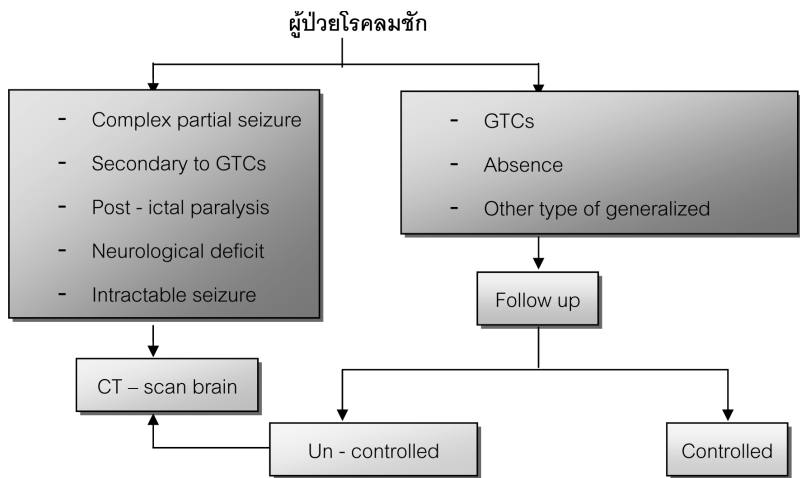 ผู้ป่วยโรคลมชัก
- Complex partial seizure
- Secondary to GTCs
- Post - ictal paralysis
- Neurological deficit
- Intractable seizure
- GTCs
- Absence
- Other type of generalized
Follow up
CT – scan brain
Un - controlled
Controlled